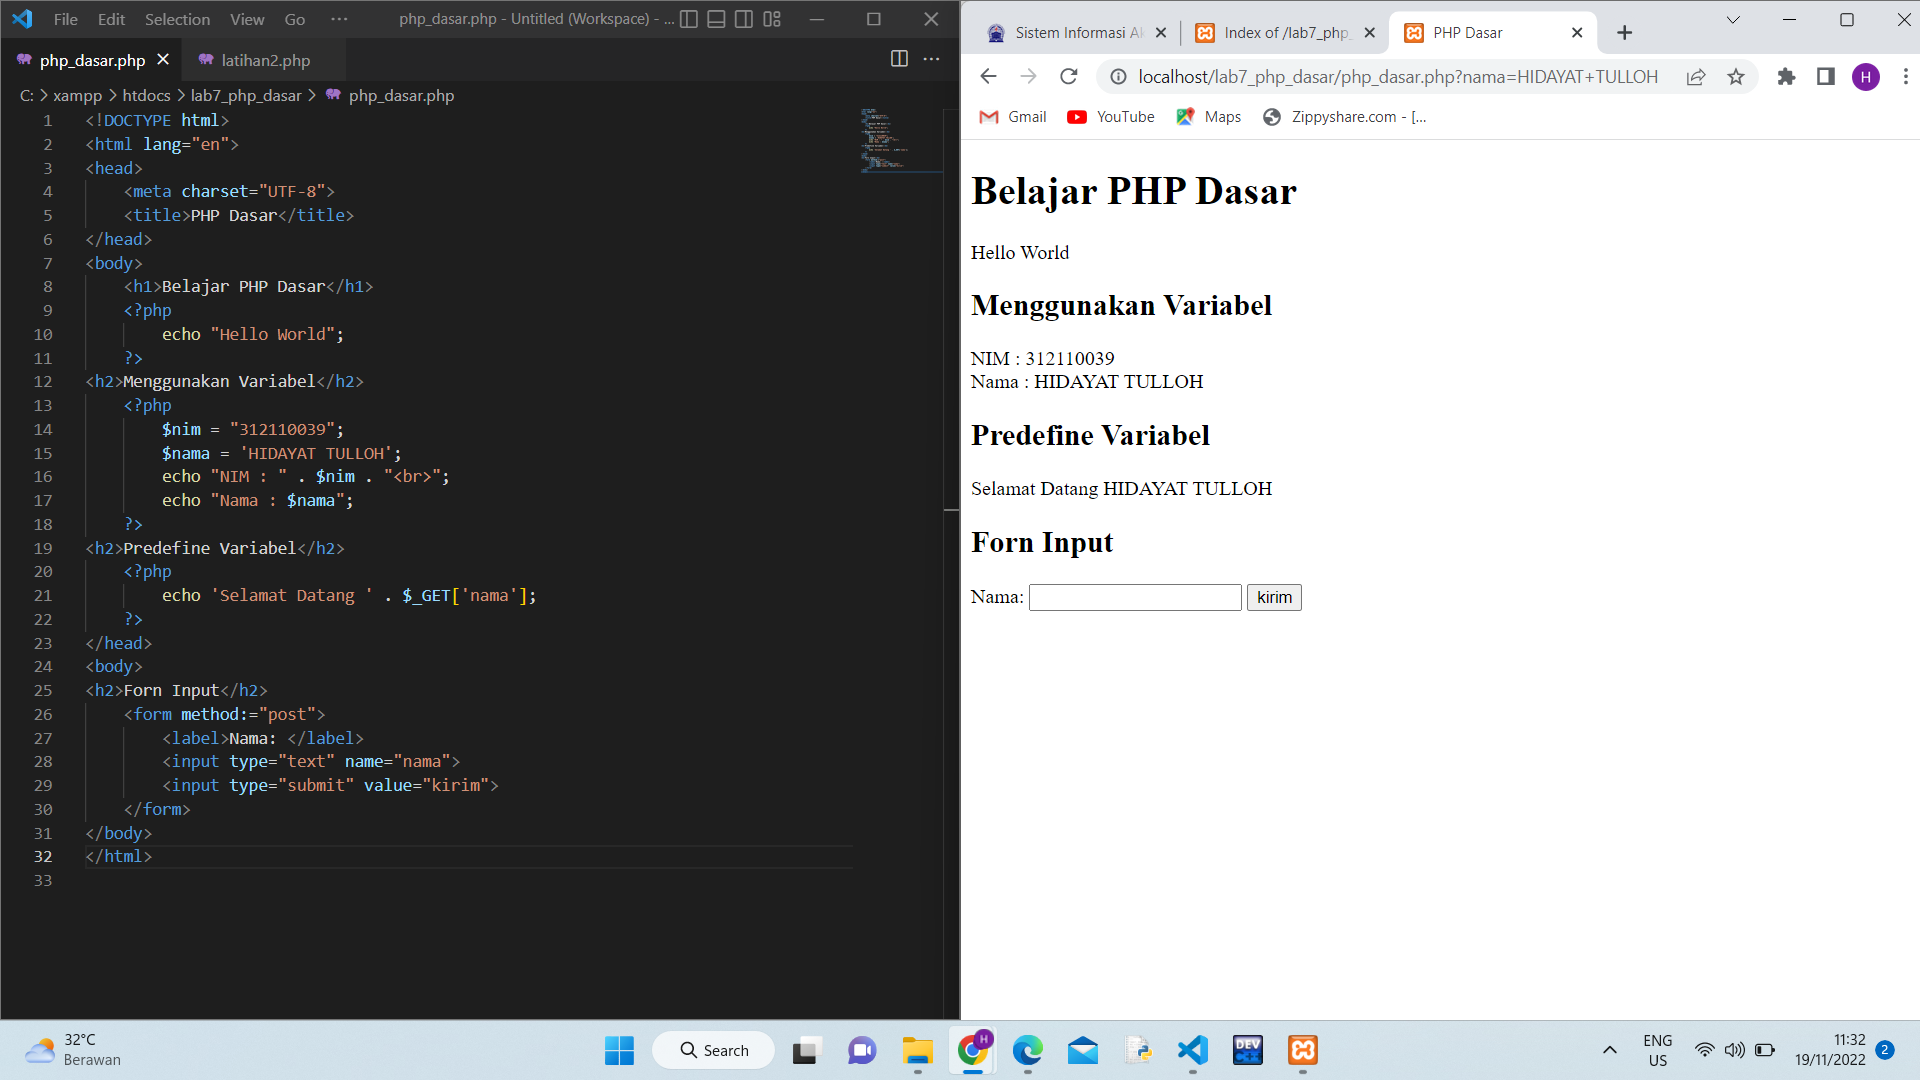 File Edit Selection View Go ··· php_dasar.php - Untitled (Workspace) - ...
php_dasar.php latihan2.php
C: > xampp > htdocs > lab7_php_dasar > php_dasar.php
1 <!DOCTYPE html>
2 <html lang="en">
3 <head>
4 <meta charset="UTF-8">
5 <title>PHP Dasar</title>
6 </head>
7 <body>
8 <h1>Belajar PHP Dasar</h1>
9 <?php
10 echo "Hello World";
11 ?>
12 <h2>Menggunakan Variabel</h2>
13 <?php
14 $nim = "312110039";
15 $nama = 'HIDAYAT TULLOH';
16 echo "NIM : " . $nim . "<br>";
17 echo "Nama : $nama";
18 ?>
19 <h2>Predefine Variabel</h2>
20 <?php
21 echo 'Selamat Datang ' . $_GET['nama'];
22 ?>
23 </head>
24 <body>
25 <h2>Forn Input</h2>
26 <form method:="post">
27 <label>Nama: </label>
28 <input type="text" name="nama">
29 <input type="submit" value="kirim">
30 </form>
31 </body>
32 </html>
33
Sistem Informasi Ak Index of /lab7_php_ PHP Dasar
localhost/lab7_php_dasar/php_dasar.php?nama=HIDAYAT+TULLOH H
Gmail YouTube Maps Zippyshare.com - [...
Belajar PHP Dasar
Hello World
Menggunakan Variabel
NIM : 312110039
Nama : HIDAYAT TULLOH
Predefine Variabel
Selamat Datang HIDAYAT TULLOH
Forn Input
Nama: kirim
32°C
Berawan
Search
H
DEV
C++
ENG
US
11:32
19/11/2022
2